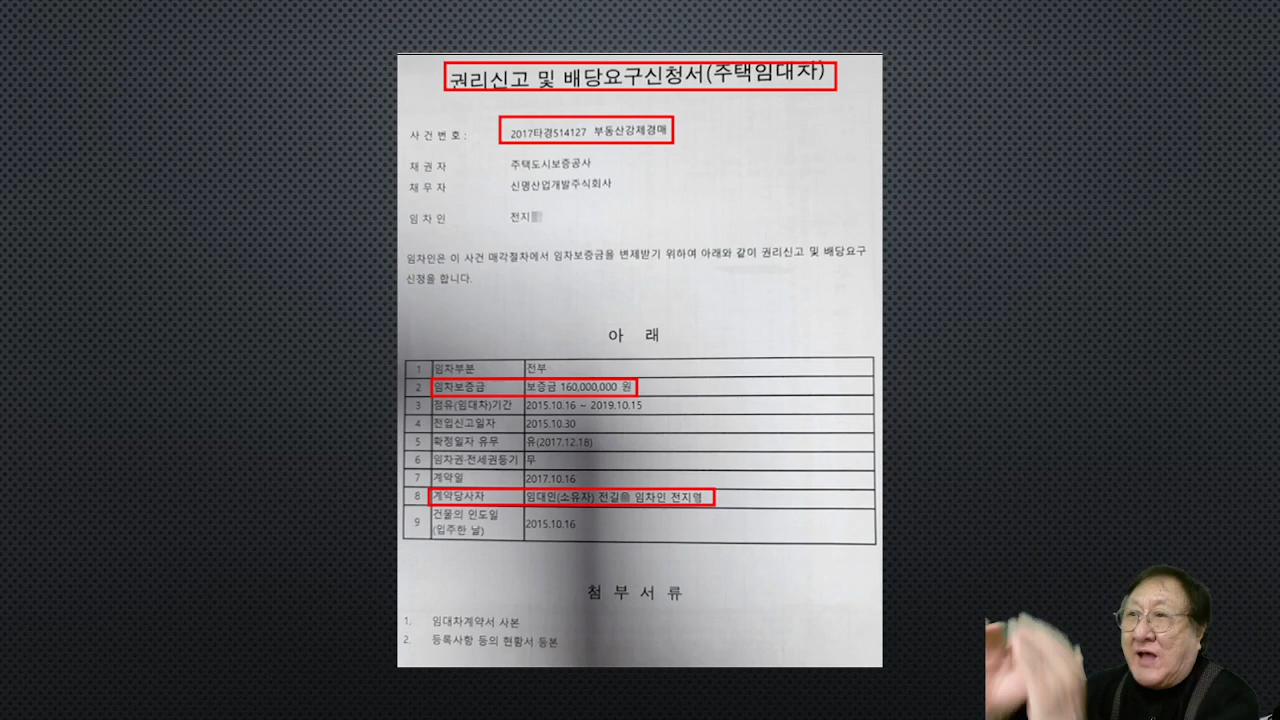 권리신고 및 배당요구신청서(주택임대차)
사 건 번 호 : 2017타경514127 부동산강제경매
채 권 자 주택도시보증공사
채 무 자 신명산업개발주식회사
임 차 인 전지
임차인은 이 사건 매각절차에서 임차보증금을 변제받기 위하여 아래와 같이 권리신고 및 배당요구
신청을 합니다.
아 래
1 임차부분 전부
2 임차보증금 보증금 160,000,000 원
3 점유(임대차)기간 2015.10.16 ~ 2019.10.15
4 전입신고일자 2015.10.30
5 확정일자 유무 유(2017.12.18)
6 임차권·전세권등기 무
7 계약일 2017.10.16
8 계약당사자 임대인(소유자) 전길 임차인
9 건물의 인도일 2015.10.16
(입주한 날)
첨 부 서 류
1. 임대차계약서 사본
2. 등록사항 등의 현황서 등본